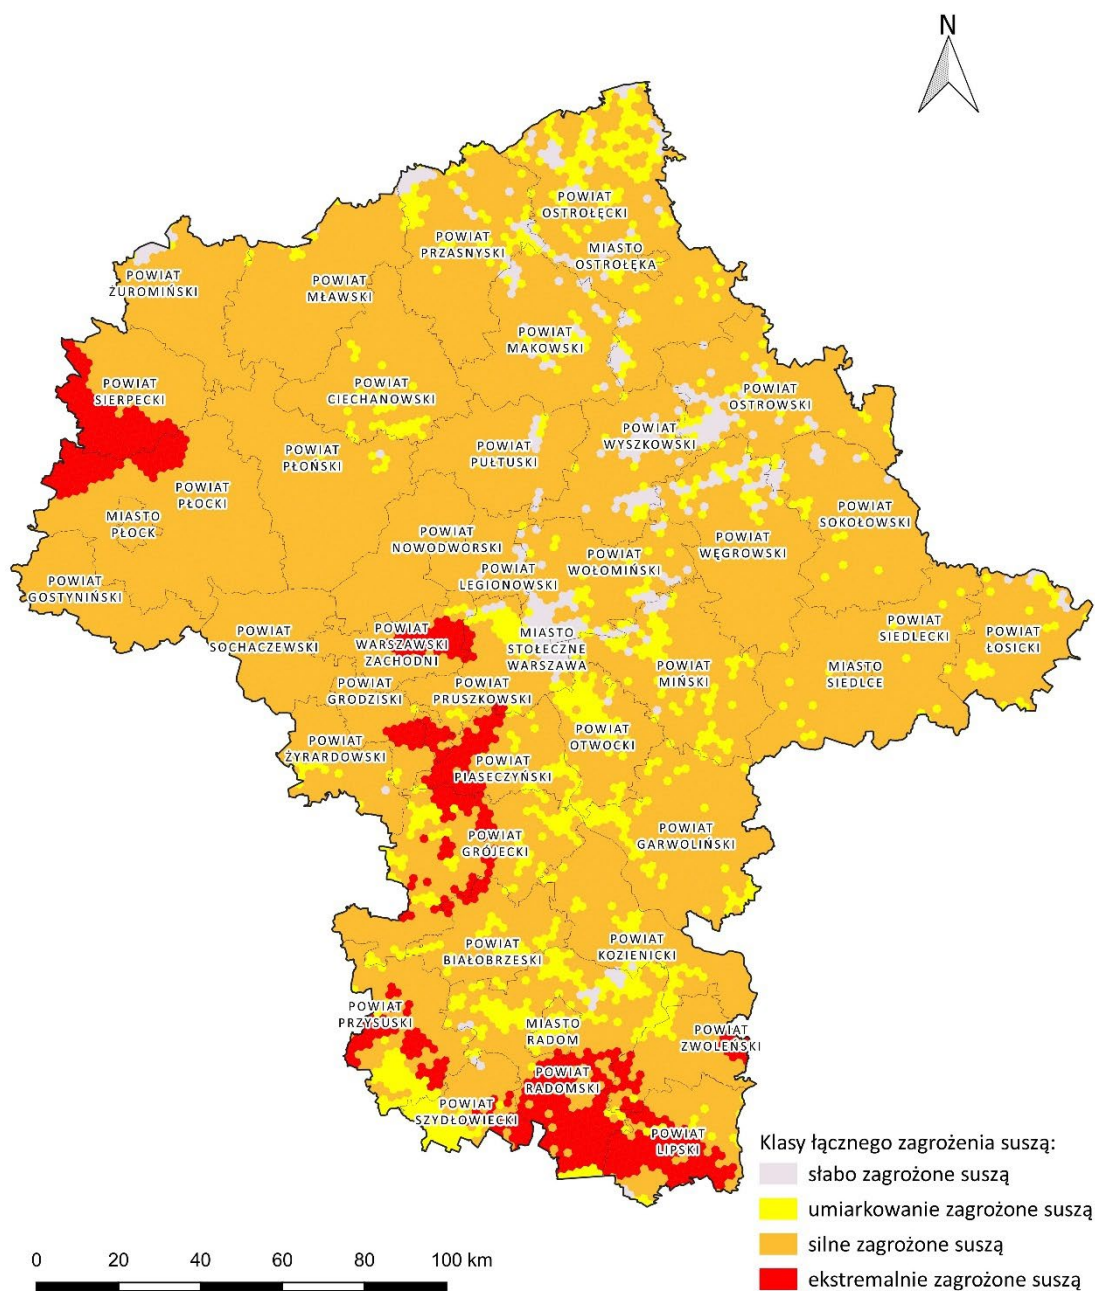 N
POWIAT
OSTROŁĘCKI
POWIAT
PRZASNYSKI
MIASTO
OSTROŁĘKA
POWIAT
ŻUROMIŃSKI
POWIAT
MŁAWSKI
POWIAT
MAKOWSKI
POWIAT
SIERPECKI
POWIAT
CIECHANOWSKI
POWIAT
OSTROWSKI
POWIAT
WYSZKOWSKI
POWIAT
PŁOŃSKI
POWIAT
PUŁTUSKI
POWIAT
PŁOCKI
MIASTO
PŁOCK
POWIAT
SOKOŁOWSKI
POWIAT
NOWODWORSKI
POWIAT
WĘGROWSKI
POWIAT
WOŁOMIŃSKI
POWIAT
LEGIONOWSKI
POWIAT
GOSTYNIŃSKI
POWIAT
SOCHACZEWSKI
POWIAT
WARSZAWSKI
ZACHODNI
MIASTO
STOŁECZNE
WARSZAWA
POWIAT
SIEDLECKI
POWIAT
ŁOSICKI
POWIAT
MIŃSKI
MIASTO
SIEDLCE
POWIAT
GRODZISKI
POWIAT
PRUSZKOWSKI
POWIAT
OTWOCKI
POWIAT
ŻYRARDOWSKI
POWIAT
PIASECZYŃSKI
POWIAT
GRÓJECKI
POWIAT
GARWOLIŃSKI
POWIAT
BIAŁOBRZESKI
POWIAT
KOZIENICKI
POWIAT
PRZYSUSKI
MIASTO
RADOM
POWIAT
ZWOLEŃSKI
POWIAT
RADOMSKI
POWIAT
SZYDŁOWIECKI
POWIAT
LIPSKI
Klasy łącznego zagrożenia suszą:
słabo zagrożone suszą
umiarkowanie zagrożone suszą
silne zagrożone suszą
ekstremalnie zagrożone suszą
0 20 40 60 80 100 km